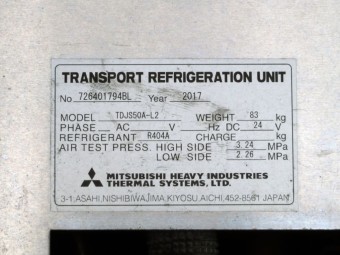 TRANSPORT REFRIGERATION UNIT
No 726401794BL Year 2017
MODEL TDJS50A-L2 WEIGHT 83 kg
PHASE AC V Hz DC 24 V
REFRIGERANT R404A CHARGE kg
AIR TEST PRESS. HIGH SIDE 3.24 MPa
LOW SIDE 2.26 MPa
MITSUBISHI HEAVY INDUSTRIES
THERMAL SYSTEMS, LTD.
3-1,ASAHI,NISHIBIWAJIMA KIYOSU,AICHI,452-8561 JAPAN